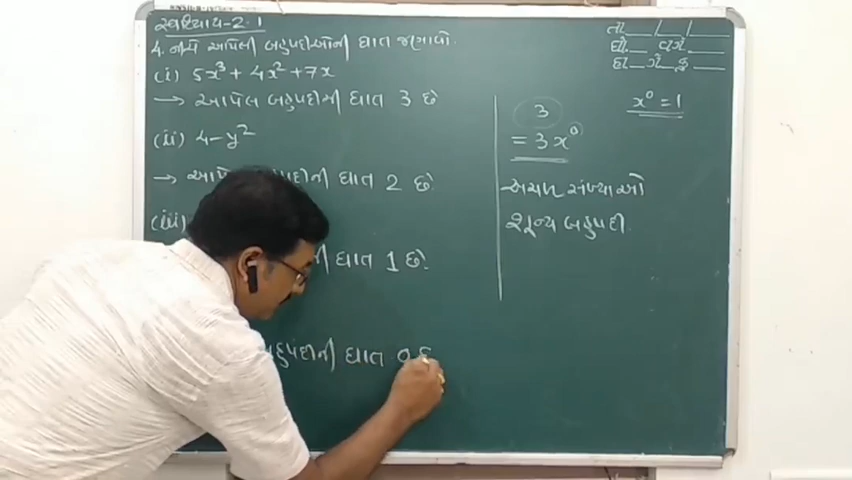 સ્વાધ્યાય-2.1
4. નીચે આપેલી બહુપદીઓની ઘાત જણાવો.
(i) 5x³ + 4x² + 7x
→ આપેલ બહુપદીની ઘાત 3 છે
(ii) 4-y²
→ આપે પદીની ઘાત 2 છે.
(iii)
ની ઘાત 1 છે.
બહુપદીની ઘાત 0 છ
3
= 3x⁰
x⁰ = 1
અચળ સંખ્યાઓ
શૂન્ય બહુપદી
તા__/__/__
ધો.__ વર્ગ__